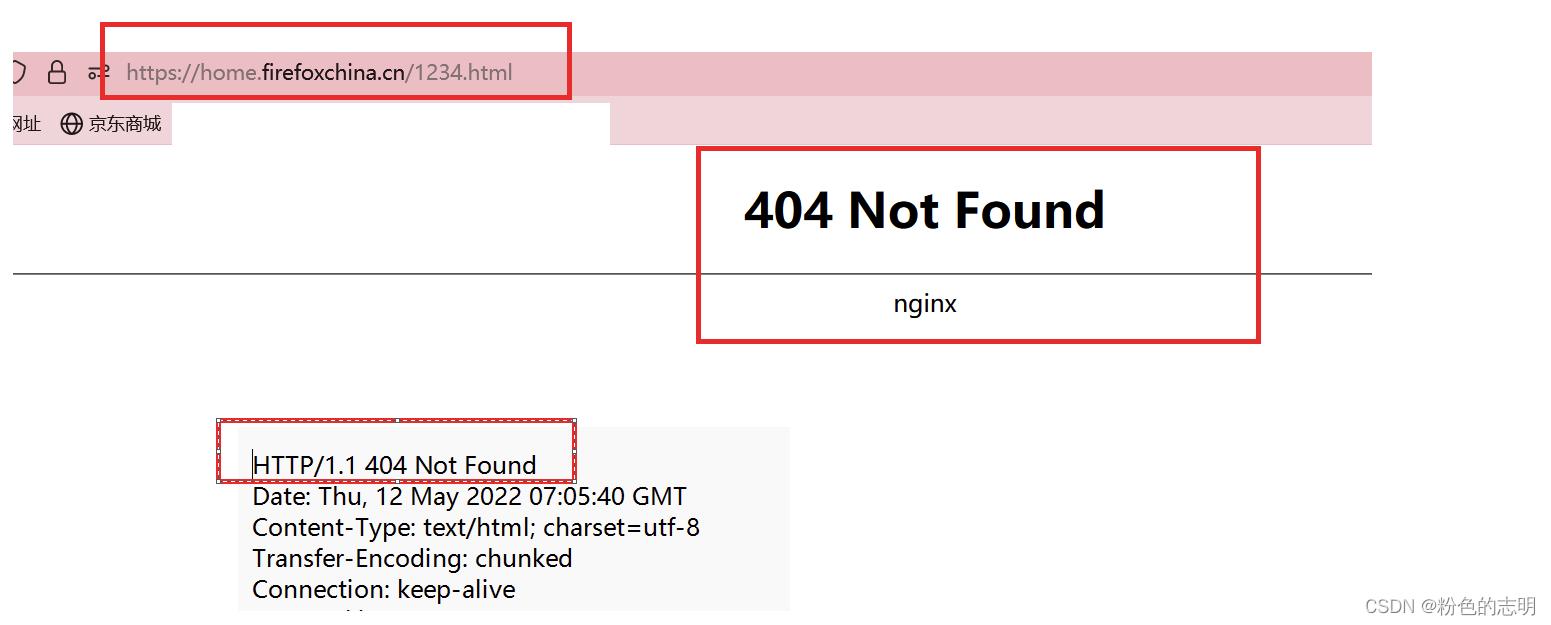 https://home.firefoxchina.cn/1234.html
网址 京东商城
404 Not Found
nginx
HTTP/1.1 404 Not Found
Date: Thu, 12 May 2022 07:05:40 GMT
Content-Type: text/html; charset=utf-8
Transfer-Encoding: chunked
Connection: keep-alive
CSDN @粉色的志明